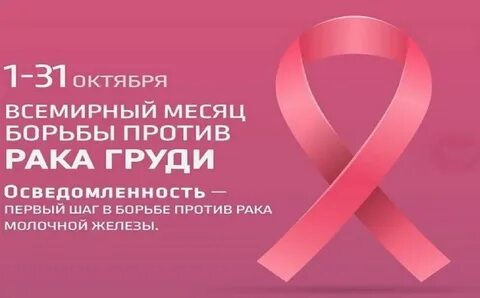 1-31 ОКТЯБРЯ
ВСЕМИРНЫЙ МЕСЯЦ
БОРЬБЫ ПРОТИВ
РАКА ГРУДИ
Осведомленность —
ПЕРВЫЙ ШАГ В БОРЬБЕ ПРОТИВ РАКА
МОЛОЧНОЙ ЖЕЛЕЗЫ.